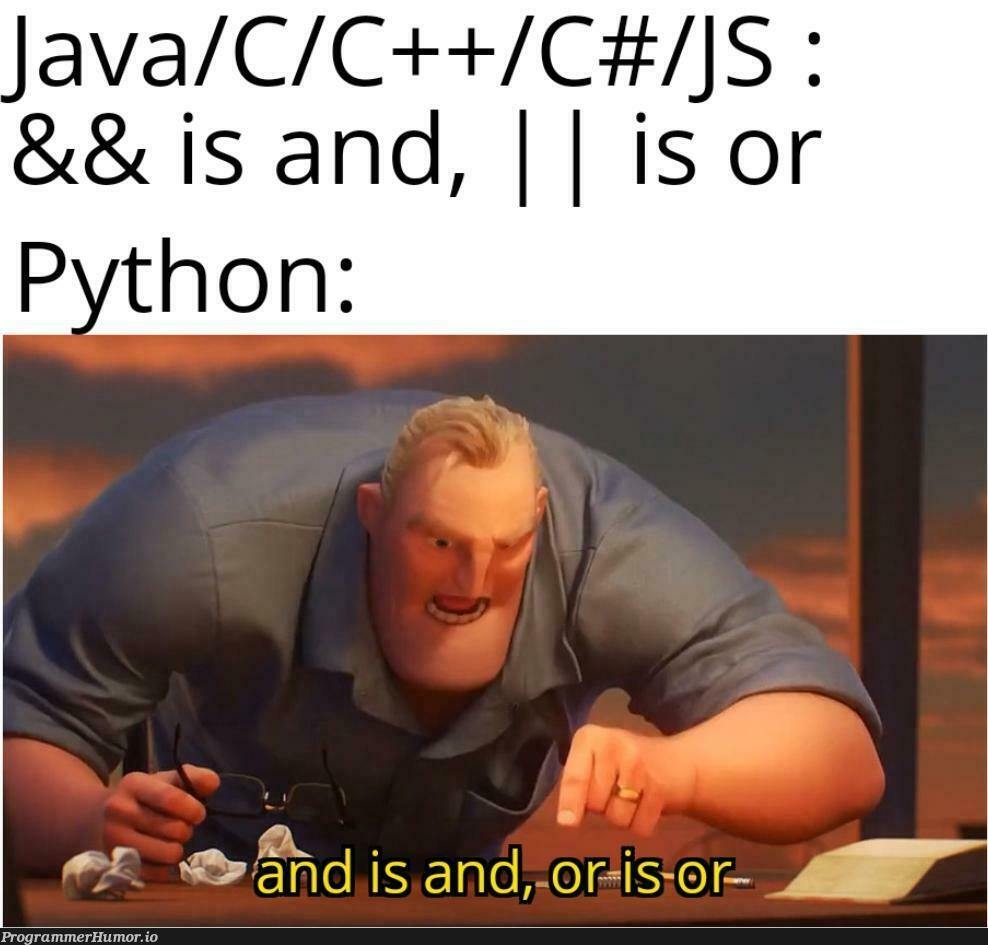 Java/C/C++/C#/JS :
&& is and, || is or
Python:
and is and, or is or
ProgrammerHumor.io